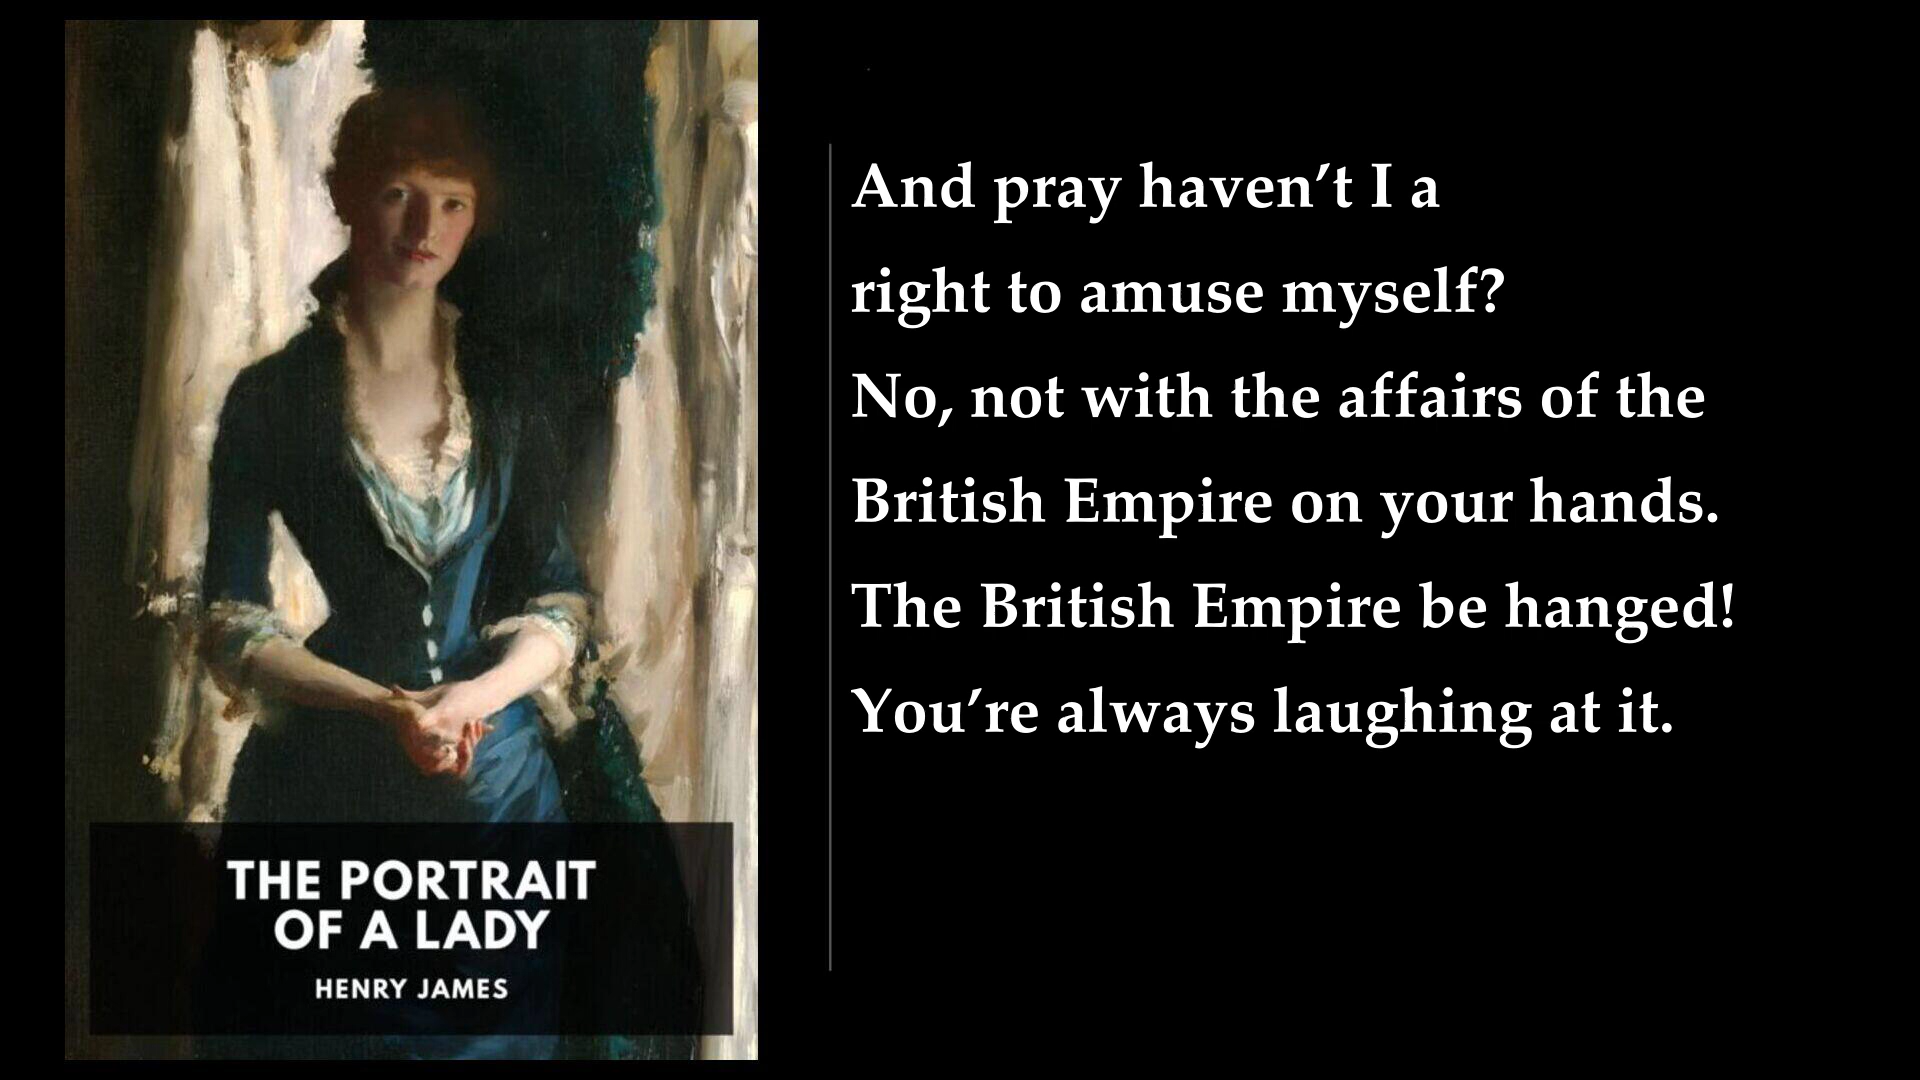 And pray haven’t I a
right to amuse myself?
No, not with the affairs of the
British Empire on your hands.
The British Empire be hanged!
You’re always laughing at it.
THE PORTRAIT
OF A LADY
HENRY JAMES